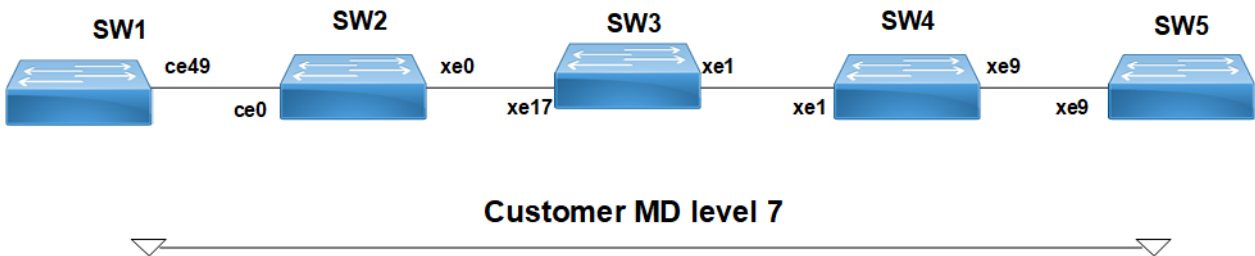 SW1
SW2
SW3
SW4
SW5
ce49
ce0
xe0
xe17
xe1
xe1
xe9
xe9
Customer MD level 7